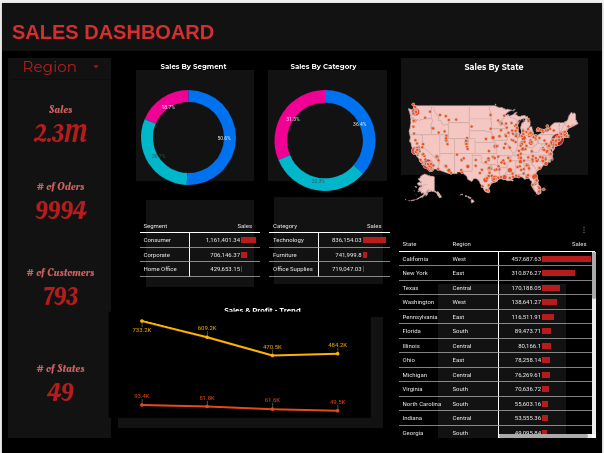 SALES DASHBOARD
Region
Sales
2.3M
# of Oders
9994
# of Customers
793
# of States
49
Sales By Segment
18.7%
50.6%
Sales By Category
31.3%
36.4%
32.3%
Sales By State
Segment Sales
Consumer 1,161,401.34
Corporate 706,146.37
Home Office 429,653.15
Category Sales
Technology 836,154.03
Furniture 741,999.8
Office Supplies 719,047.03
State Region Sales
California West 457,687.63
New York East 310,876.27
Texas Central 170,188.05
Washington West 138,641.27
Pennsylvania East 116,511.91
Florida South 89,473.71
Illinois Central 80,166.1
Ohio East 78,258.14
Michigan Central 76,269.61
Virginia South 70,636.72
North Carolina South 55,603.16
Indiana Central 53,555.36
Georgia South 49,095.84
Sales & Profit - Trend
733.2K
609.2K
470.5K
484.2K
93.4K
81.8K
61.6K
49.5K